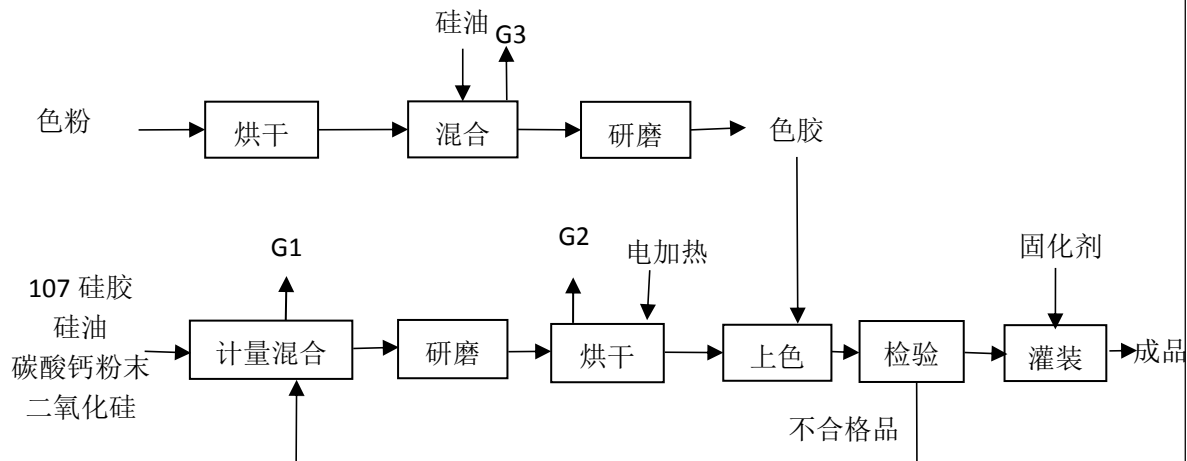 硅油
G3
色粉
烘干
混合
研磨
色胶
G1
G2
电加热
固化剂
107 硅胶
硅油
碳酸钙粉末
二氧化硅
计量混合
研磨
烘干
上色
检验
灌装
成品
不合格品